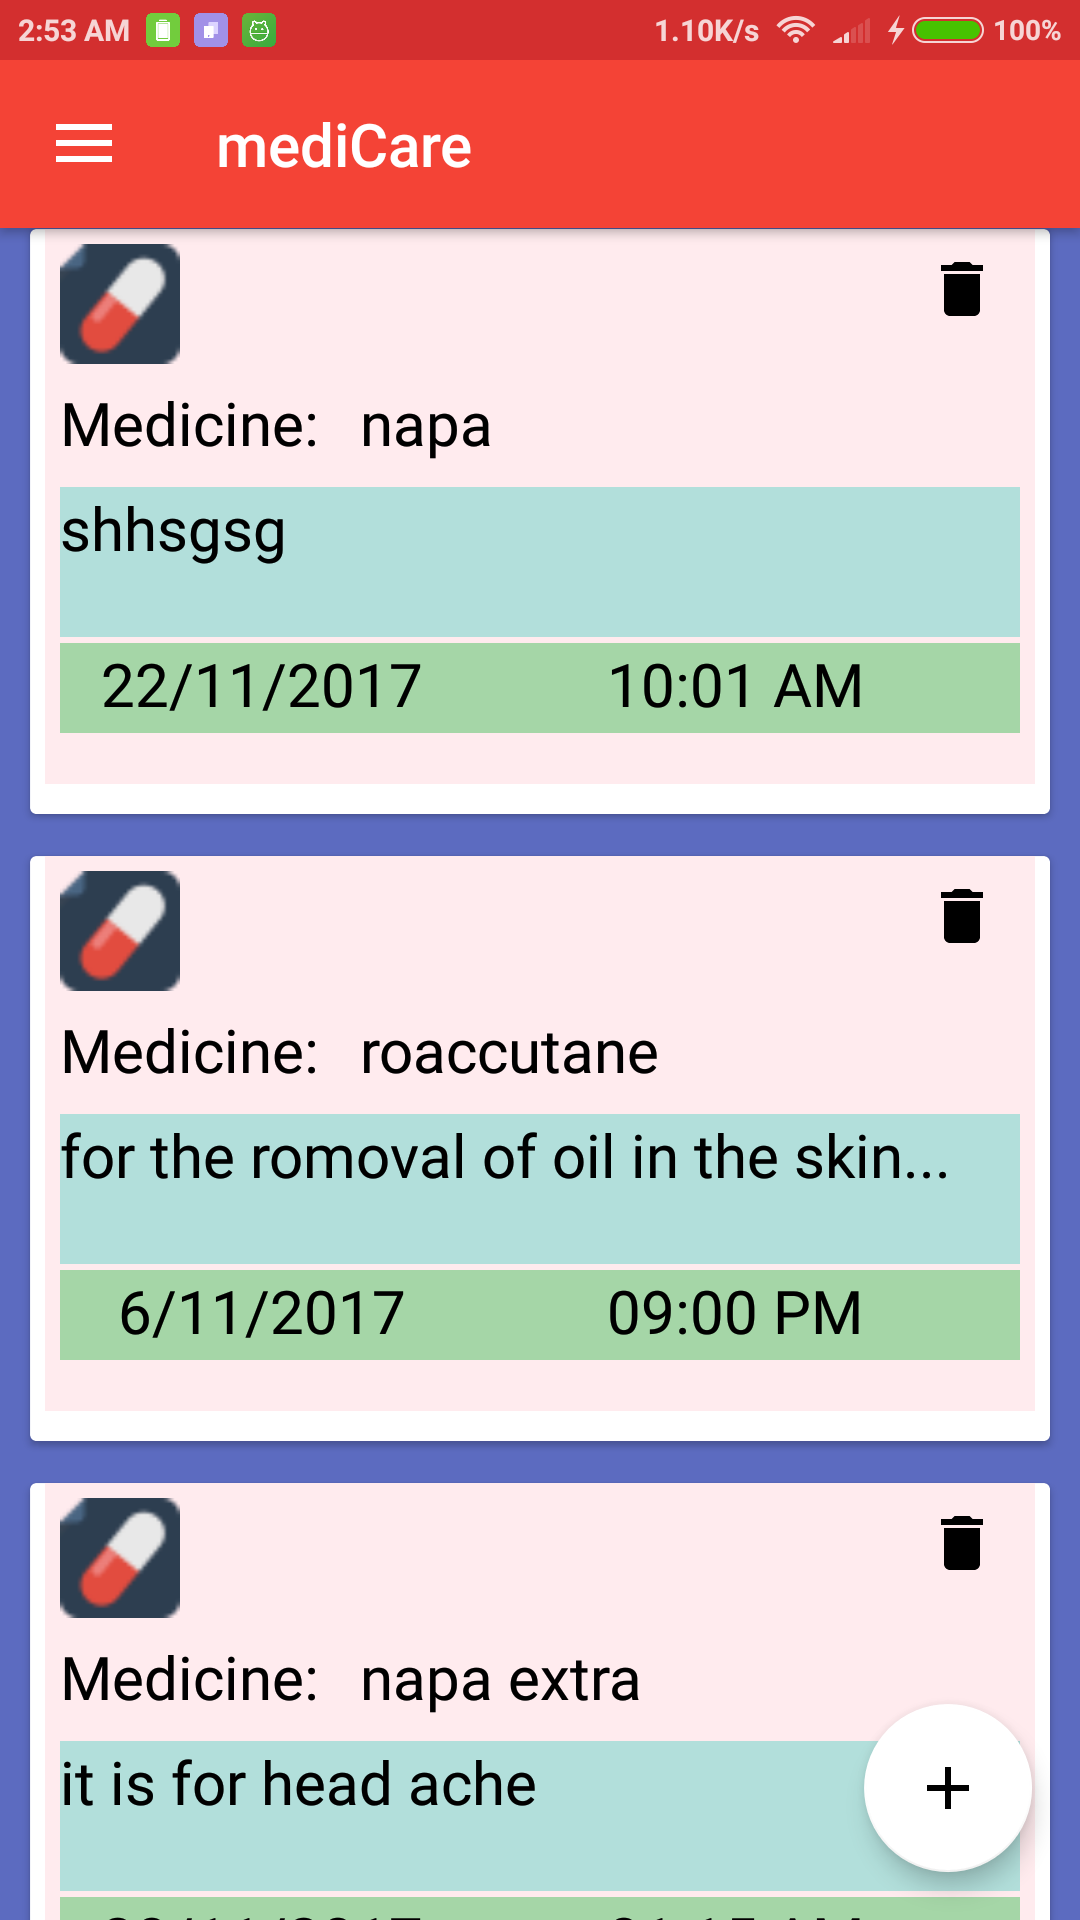 2:53 AM 1.10K/s 100%
mediCare
Medicine: napa
shhsgsg
22/11/2017 10:01 AM
Medicine: roaccutane
for the romoval of oil in the skin...
6/11/2017 09:00 PM
Medicine: napa extra
it is for head ache